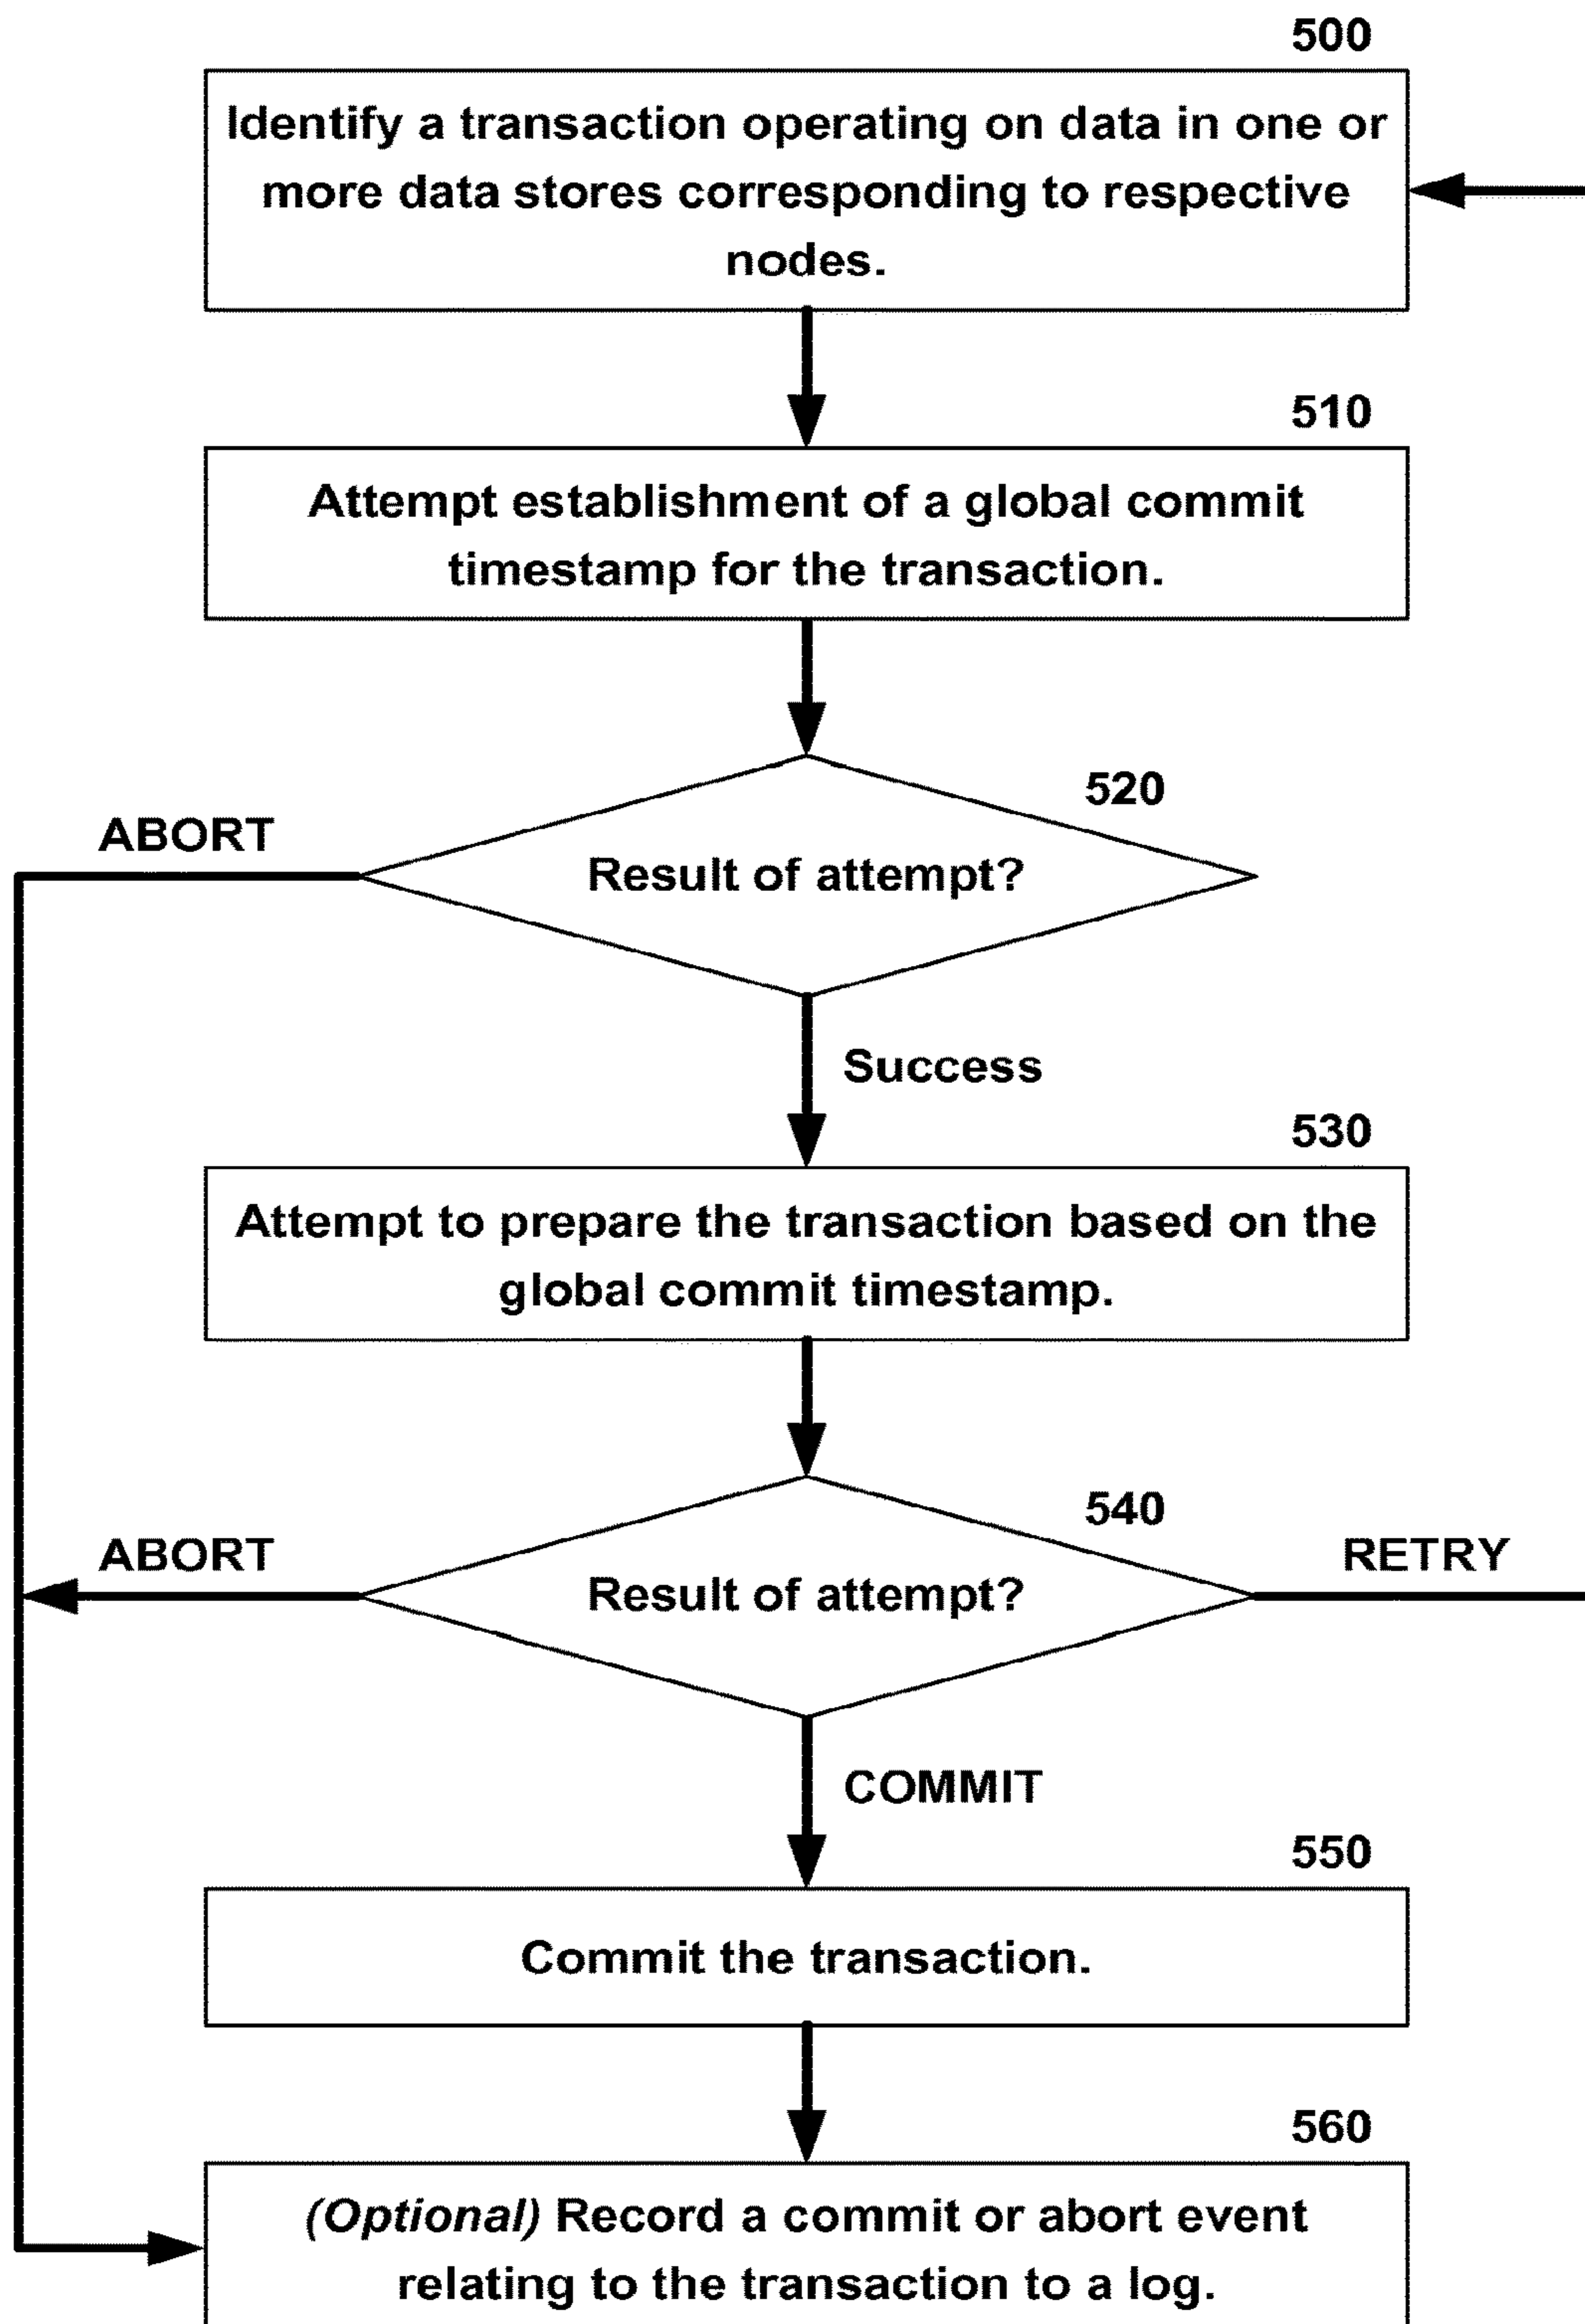 500
Identify a transaction operating on data in one or
more data stores corresponding to respective
nodes.
510
Attempt establishment of a global commit
timestamp for the transaction.
520
ABORT
Result of attempt?
Success
530
Attempt to prepare the transaction based on the
global commit timestamp.
540
ABORT
RETRY
Result of attempt?
COMMIT
550
Commit the transaction.
560
(Optional) Record a commit or abort event
relating to the transaction to a log.